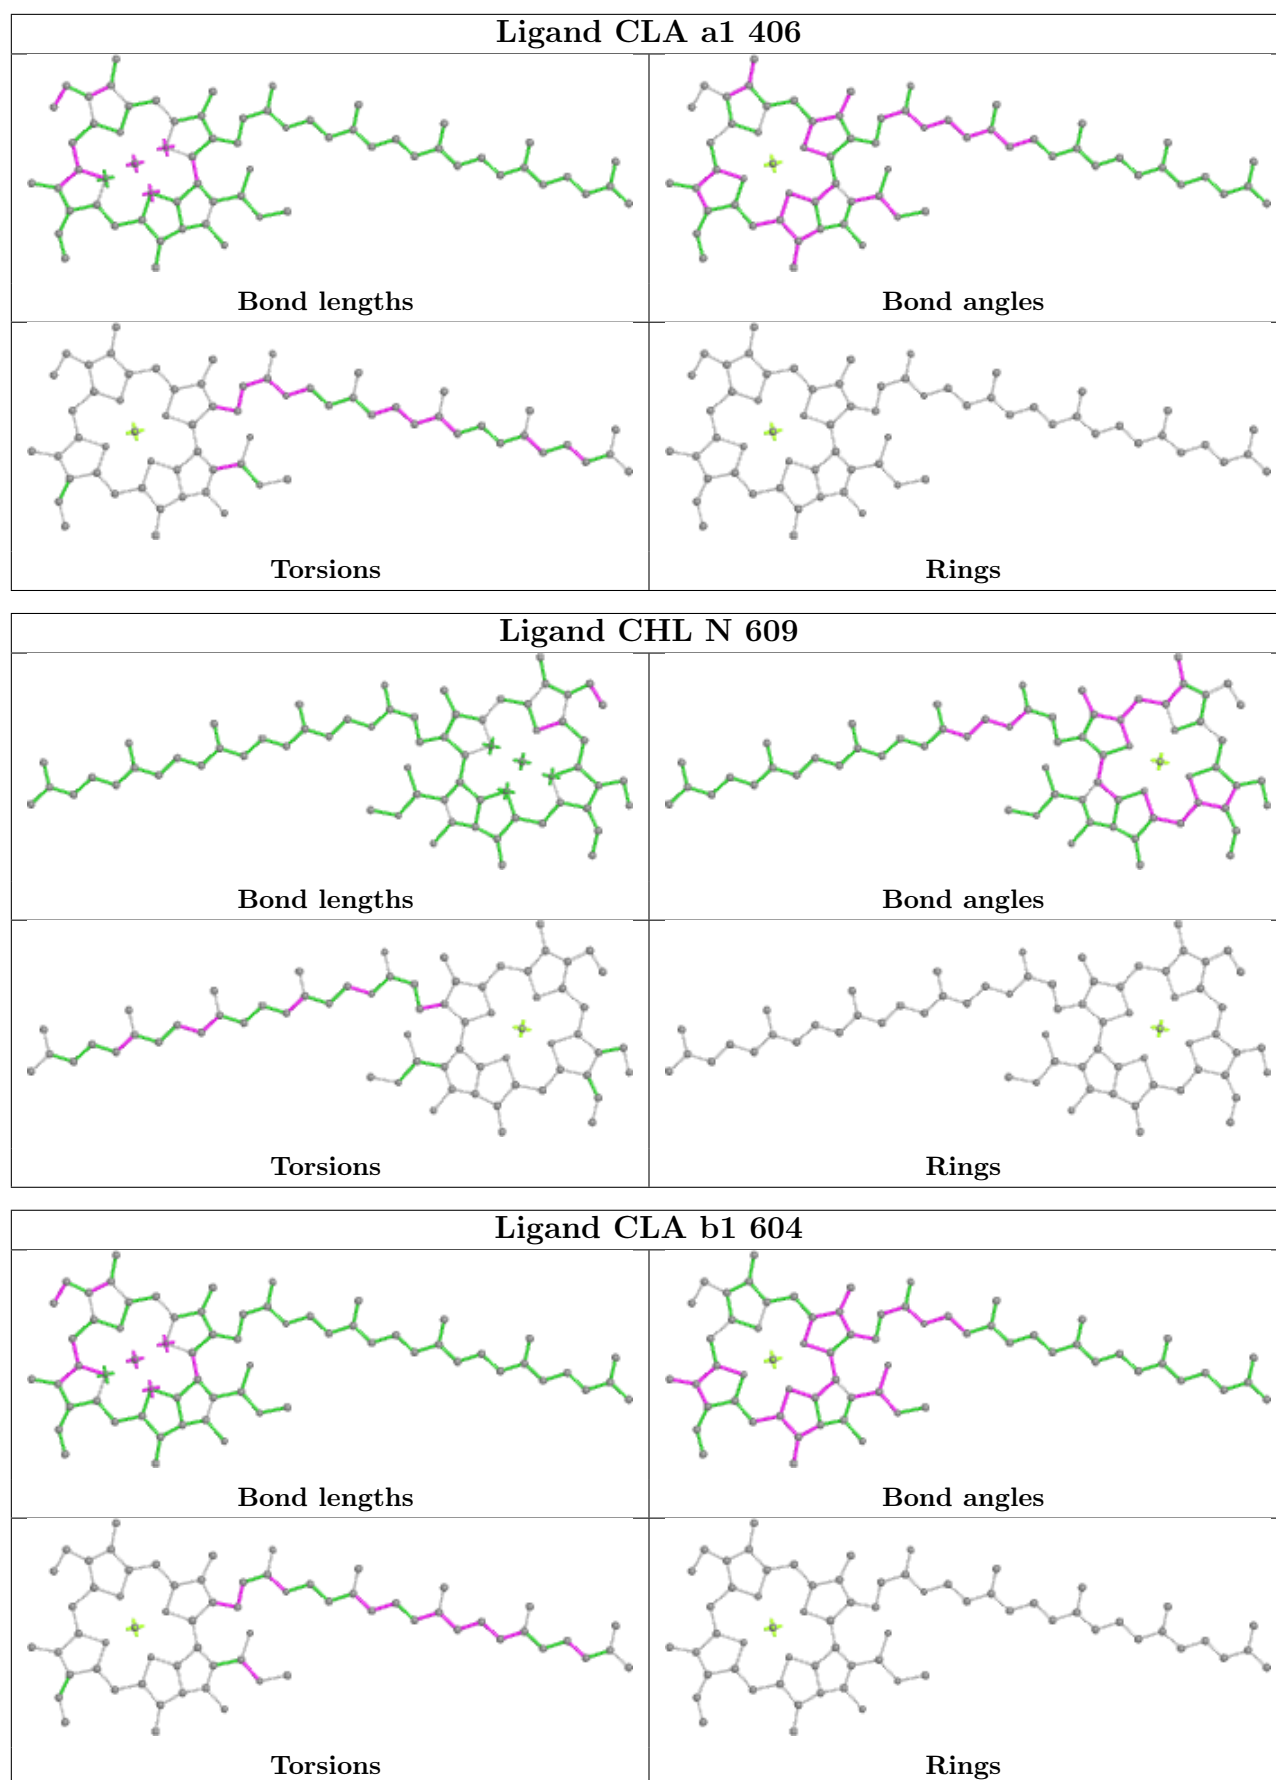 Ligand CLA a1 406
Bond lengths
Bond angles
Torsions
Rings
Ligand CHL N 609
Bond lengths
Bond angles
Torsions
Rings
Ligand CLA b1 604
Bond lengths
Bond angles
Torsions
Rings